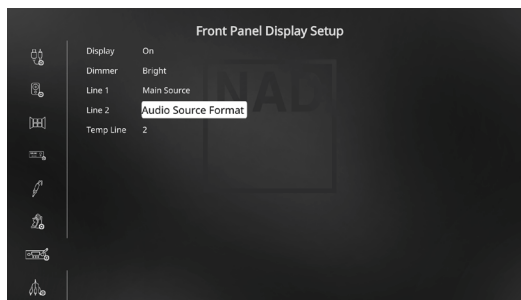 Front Panel Display Setup
Display On
Dimmer Bright
Line 1 Main Source
Line 2 Audio Source Format
Temp Line 2
NAD